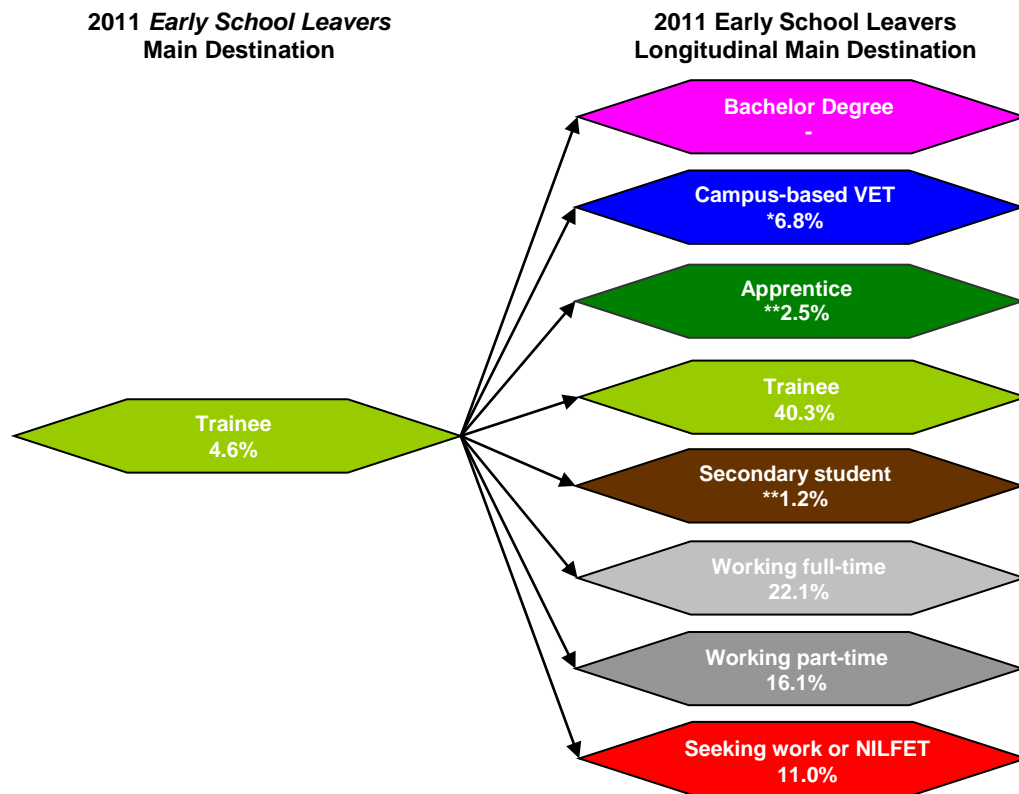 2011 Early School Leavers
Main Destination
2011 Early School Leavers
Longitudinal Main Destination
Bachelor Degree
-
Campus-based VET
*6.8%
Apprentice
**2.5%
Trainee
40.3%
Trainee
4.6%
Secondary student
**1.2%
Working full-time
22.1%
Working part-time
16.1%
Seeking work or NILFET
11.0%